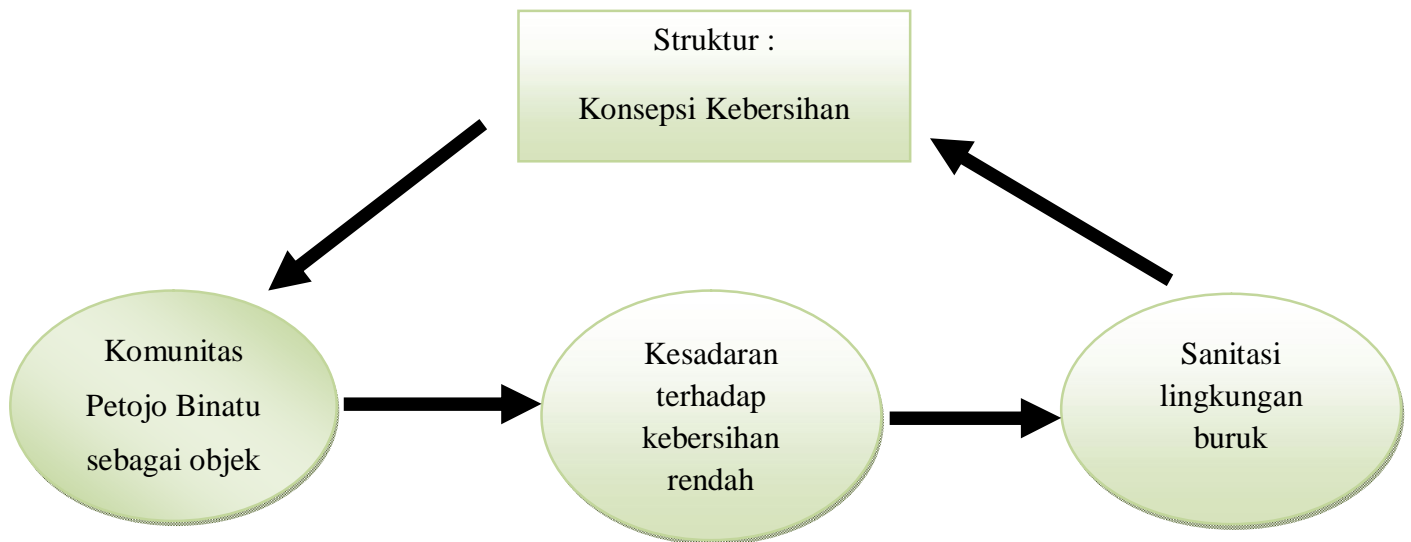 Struktur :
Konsepsi Kebersihan
Komunitas
Petojo Binatu
sebagai objek
Kesadaran
terhadap
kebersihan
rendah
Sanitasi
lingkungan
buruk